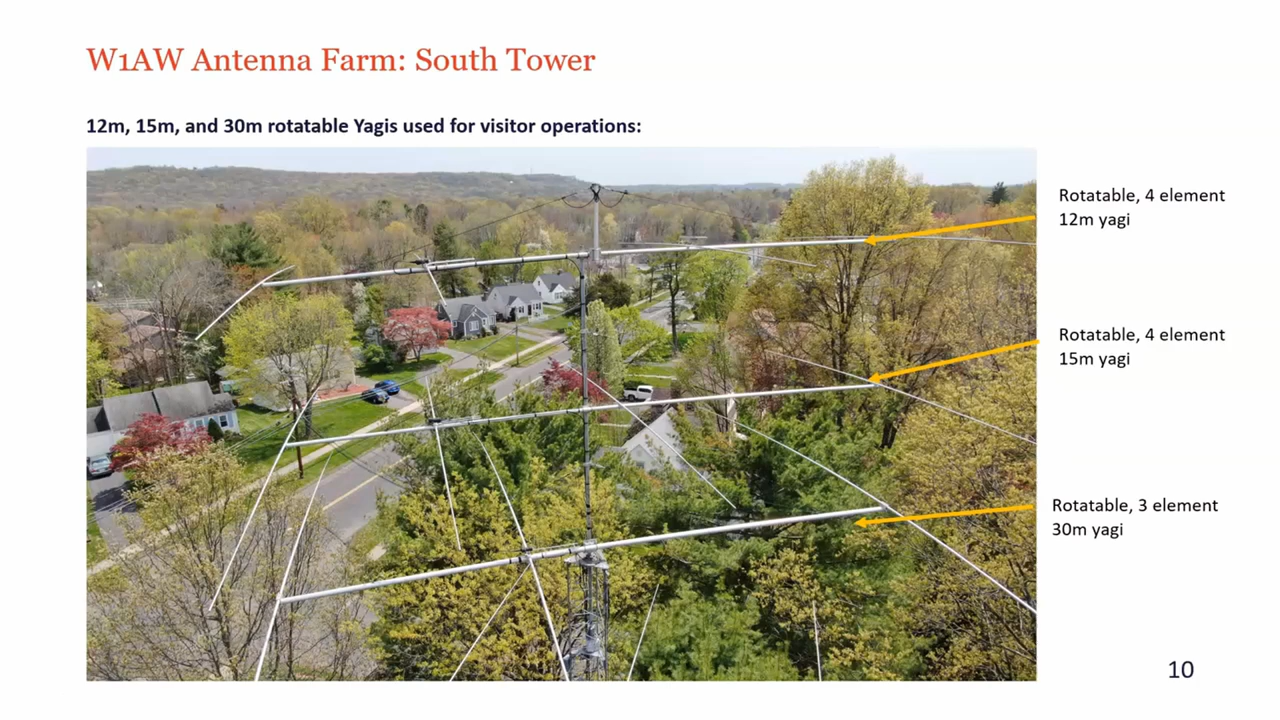 W1AW Antenna Farm: South Tower
12m, 15m, and 30m rotatable Yagis used for visitor operations:
Rotatable, 4 element
12m yagi
Rotatable, 4 element
15m yagi
Rotatable, 3 element
30m yagi
10